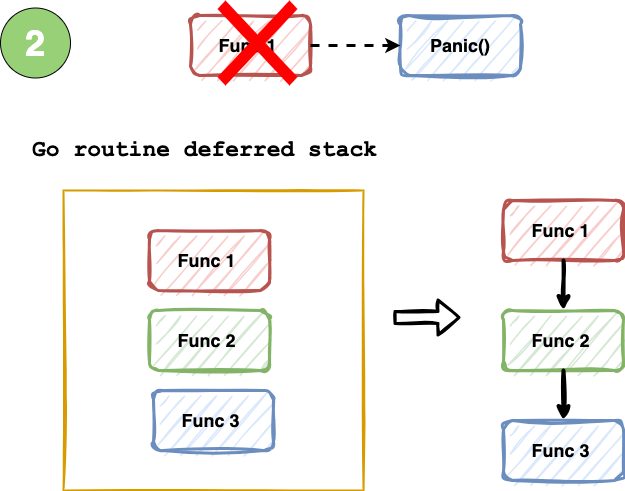 2
Func 1
Panic()
Go routine deferred stack
Func 1
Func 2
Func 3
Func 1
Func 2
Func 3